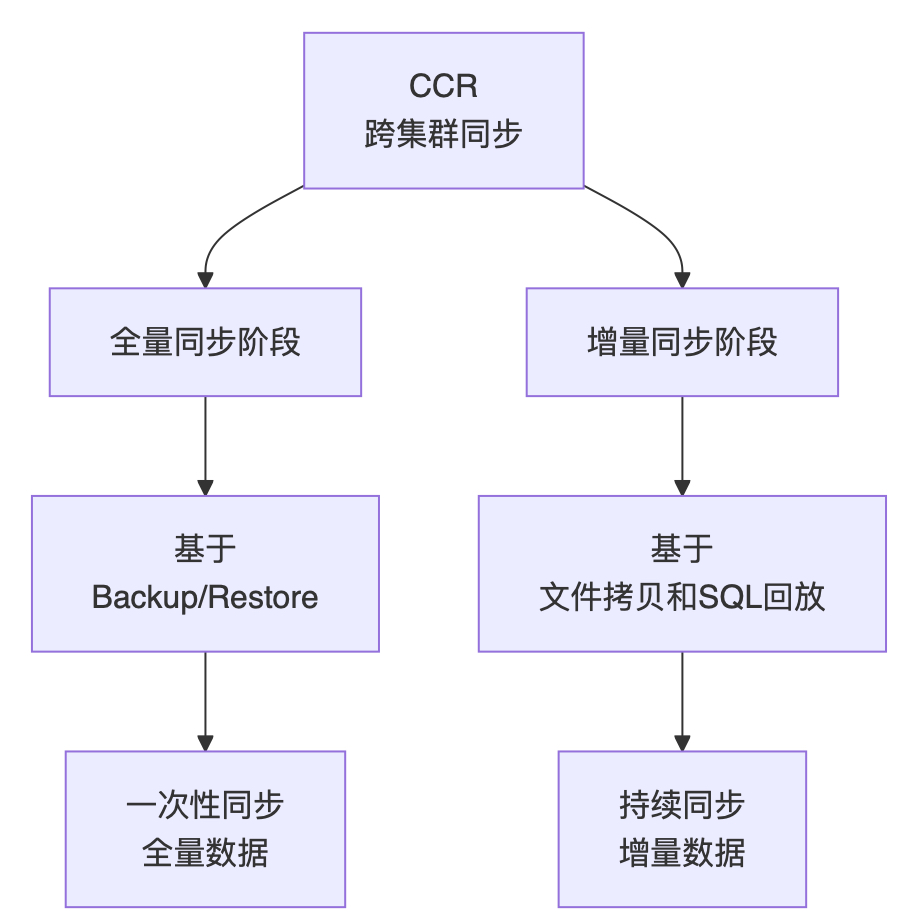 CCR
跨集群同步
全量同步阶段
增量同步阶段
基于
Backup/Restore
基于
文件拷贝和SQL回放
一次性同步
全量数据
持续同步
增量数据